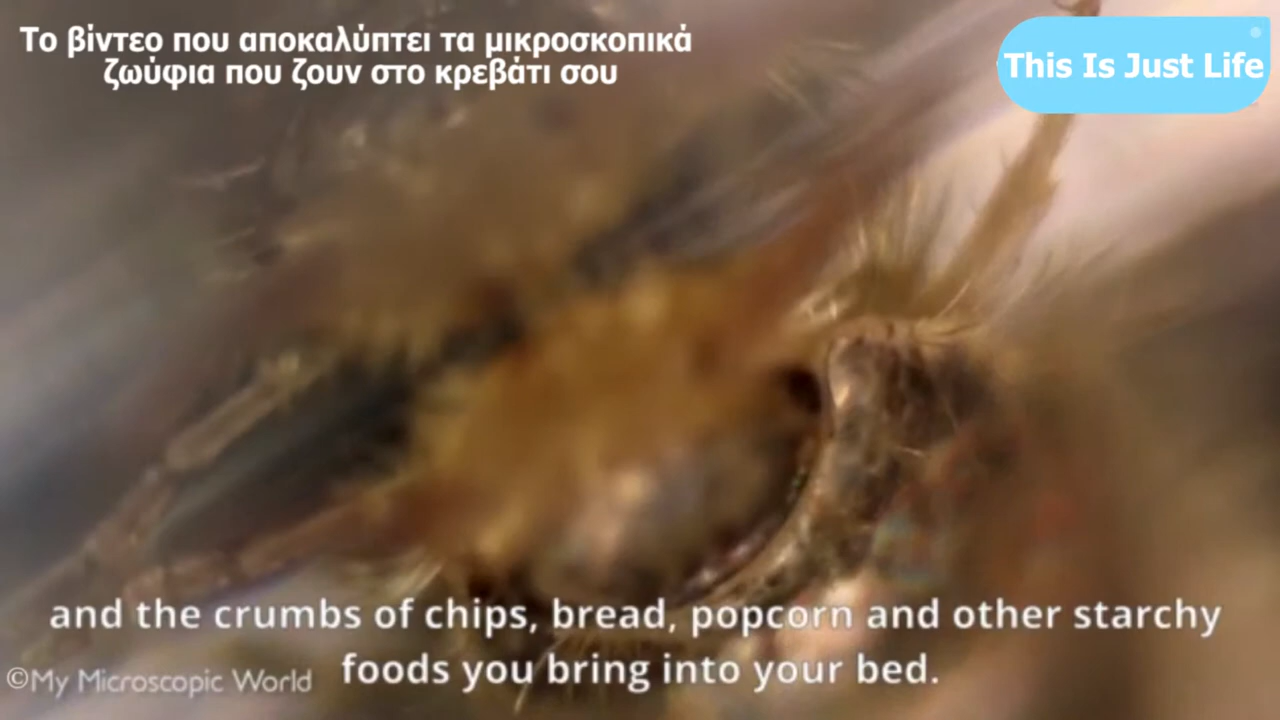 Το βίντεο που αποκαλύπτει τα μικροσκοπικά
ζωύφια που ζουν στο κρεβάτι σου
This Is Just Life
and the crumbs of chips, bread, popcorn and other starchy
foods you bring into your bed.
©My Microscopic World